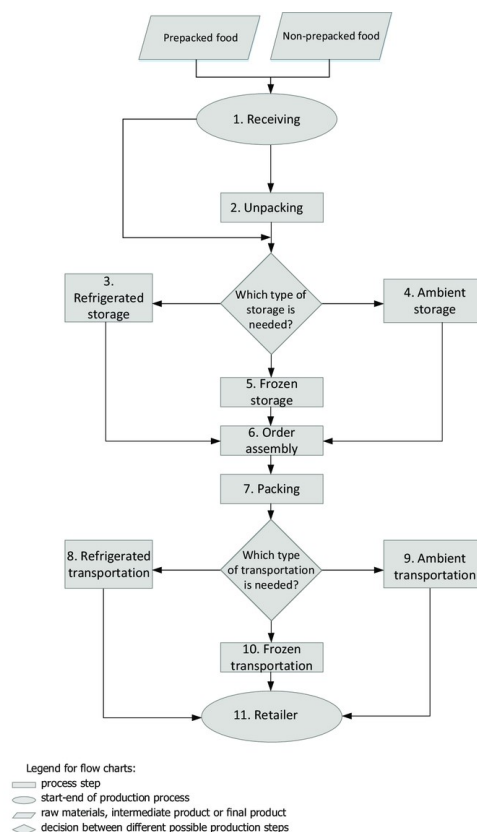 Prepacked food
Non-prepacked food
1. Receiving
2. Unpacking
3.
Refrigerated
storage
Which type of
storage is
needed?
4. Ambient
storage
5. Frozen
storage
6. Order
assembly
7. Packing
8. Refrigerated
transportation
Which type
of transportation
is needed?
9. Ambient
transportation
10. Frozen
transportation
11. Retailer
Legend for flow charts:
process step
start-end of production process
raw materials, intermediate product or final product
decision between different possible production steps